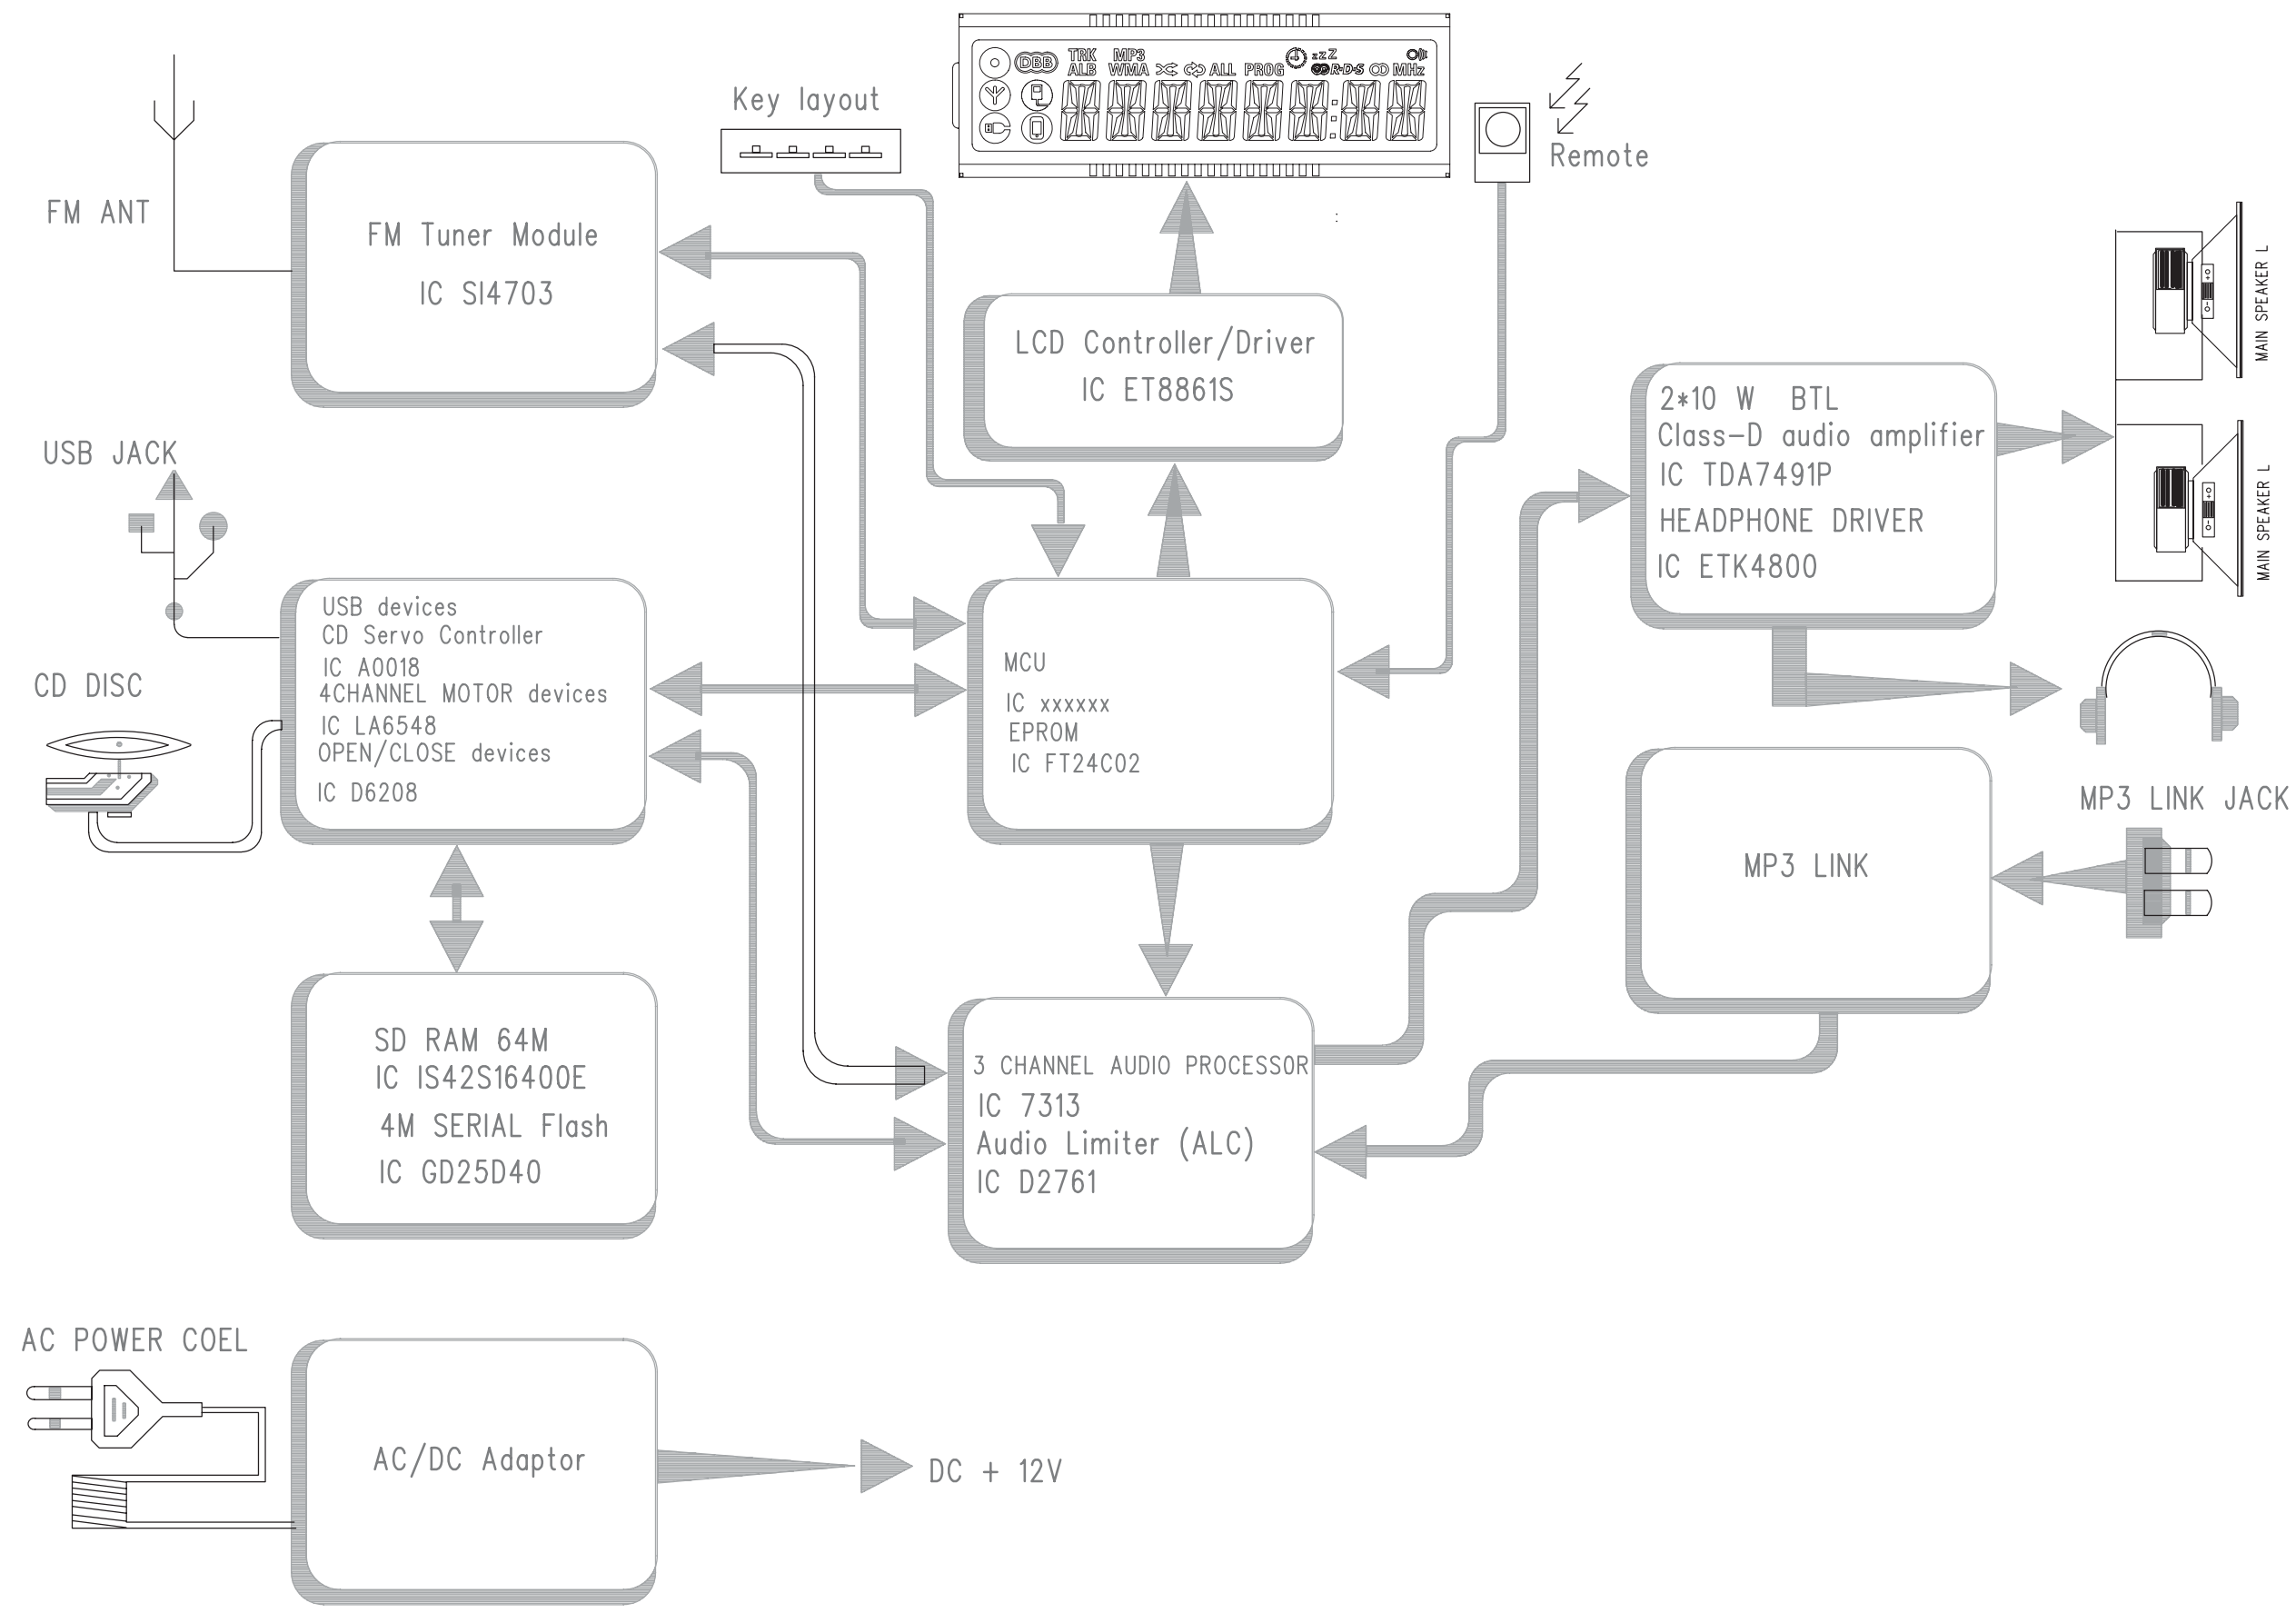 TRK MP3 zzZ
DBB ALB WMA ALL PROG R·D·S MHz
Key layout
Remote
FM ANT
FM Tuner Module
IC SI4703
LCD Controller/Driver
IC ET8861S
MAIN SPEAKER L
2*10 W BTL
Class-D audio amplifier
IC TDA7491P
HEADPHONE DRIVER
IC ETK4800
MAIN SPEAKER L
USB JACK
USB devices
CD Servo Controller
IC A0018
4CHANNEL MOTOR devices
IC LA6548
OPEN/CLOSE devices
IC D6208
CD DISC
MCU
IC xxxxxx
EPROM
IC FT24C02
MP3 LINK JACK
MP3 LINK
SD RAM 64M
IC IS42S16400E
4M SERIAL Flash
IC GD25D40
3 CHANNEL AUDIO PROCESSOR
IC 7313
Audio Limiter (ALC)
IC D2761
AC POWER COEL
AC/DC Adaptor
DC + 12V